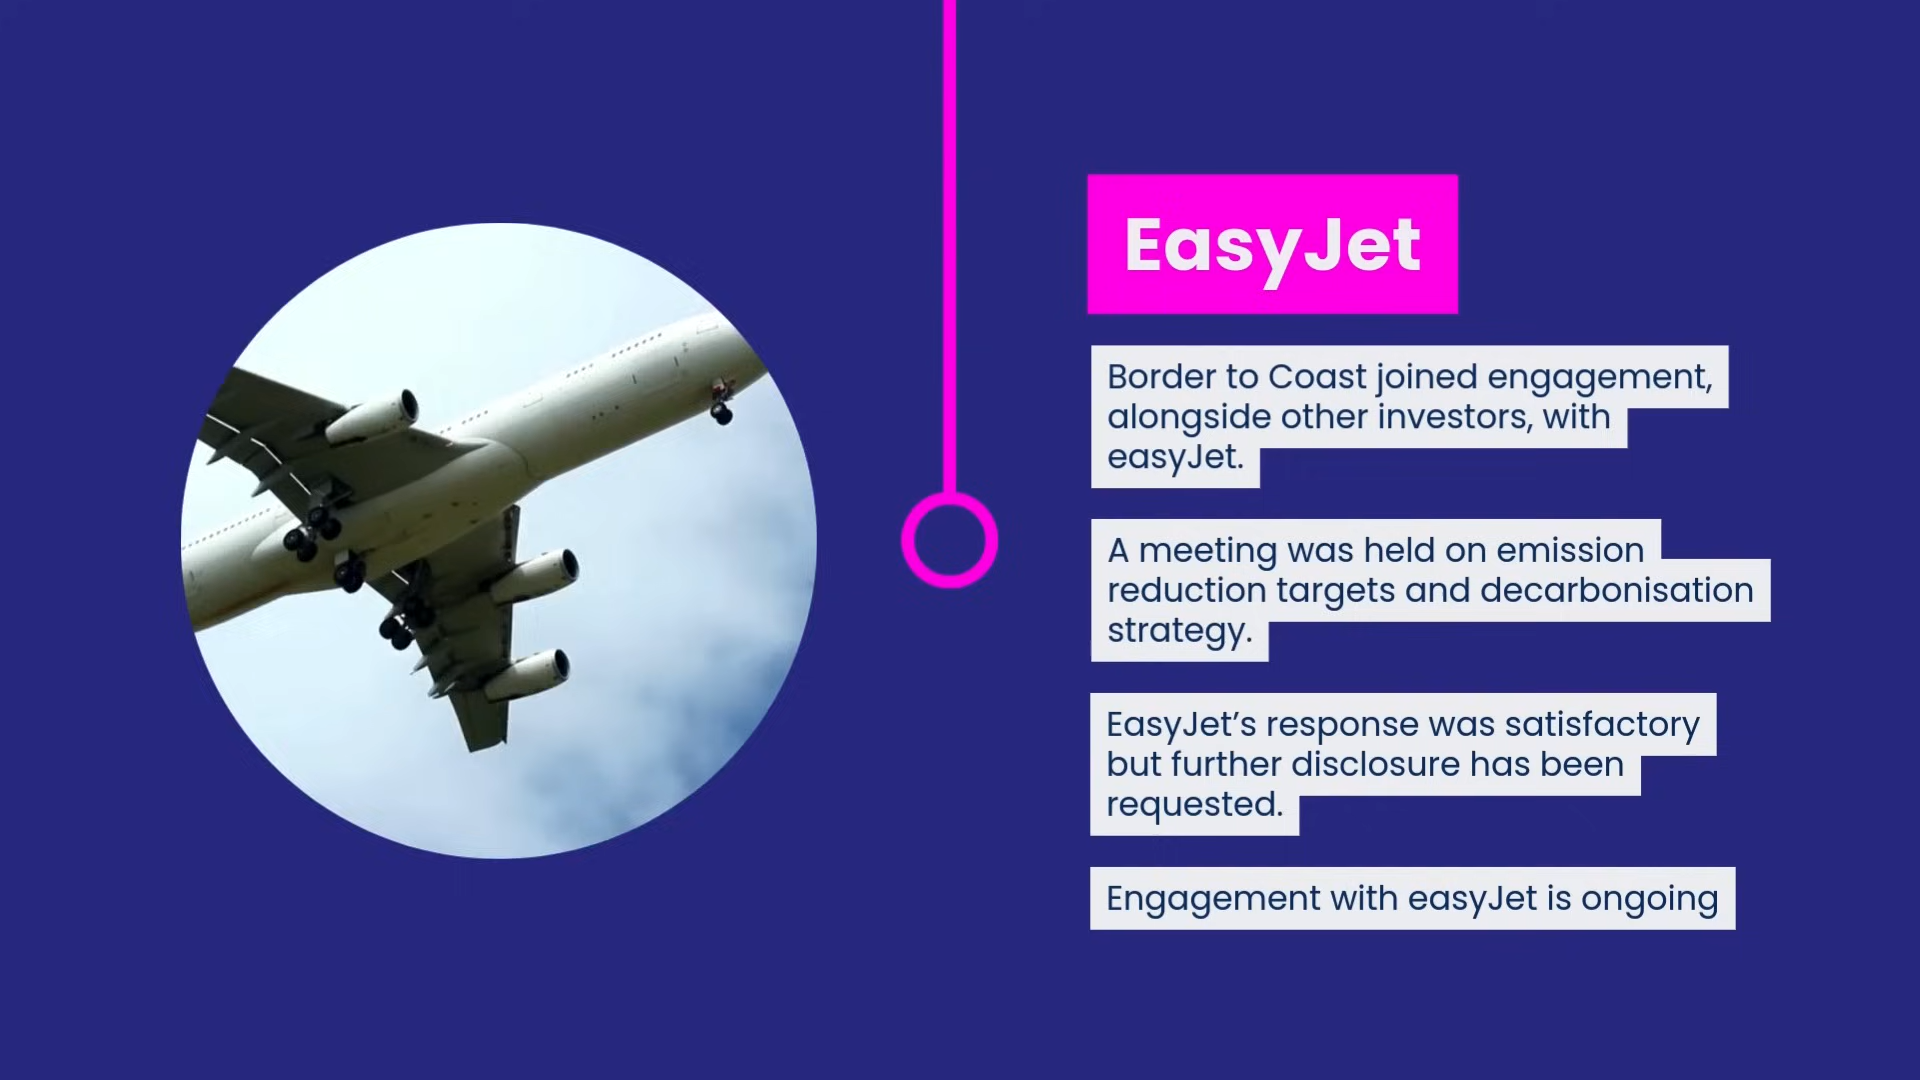 EasyJet
Border to Coast joined engagement,
alongside other investors, with
easyJet.
A meeting was held on emission
reduction targets and decarbonisation
strategy.
EasyJet’s response was satisfactory
but further disclosure has been
requested.
Engagement with easyJet is ongoing